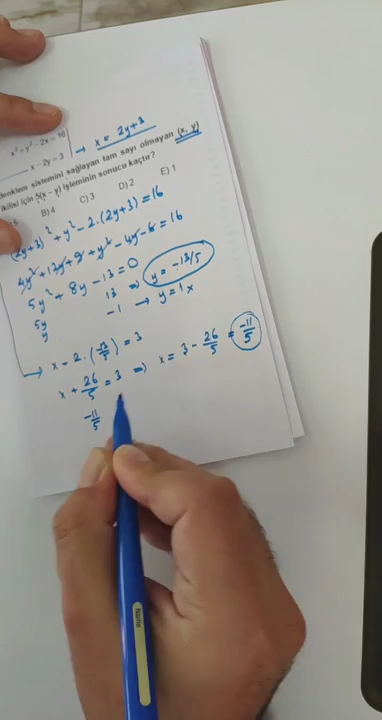 x² + y² - 2x = 16
x - 2y = 3 → x = 2y+3
denklem sistemini sağlayan tam sayı olmayan (x, y)
ikilisi için 5(x - y) işleminin sonucu kaçtır?
B) 4 C) 3 D) 2 E) 1
(2y+3)² + y² - 2.(2y+3) = 16
4y² + 12y + 9 + y² - 4y - 6 = 16
5y² + 8y - 13 = 0
5y 13 ⇒ y = -13/5
y -1 → y = 1 x
x - 2.(-13/5) = 3
x + 26/5 = 3 ⇒ x = 3 - 26/5 = -11/5
-11/5